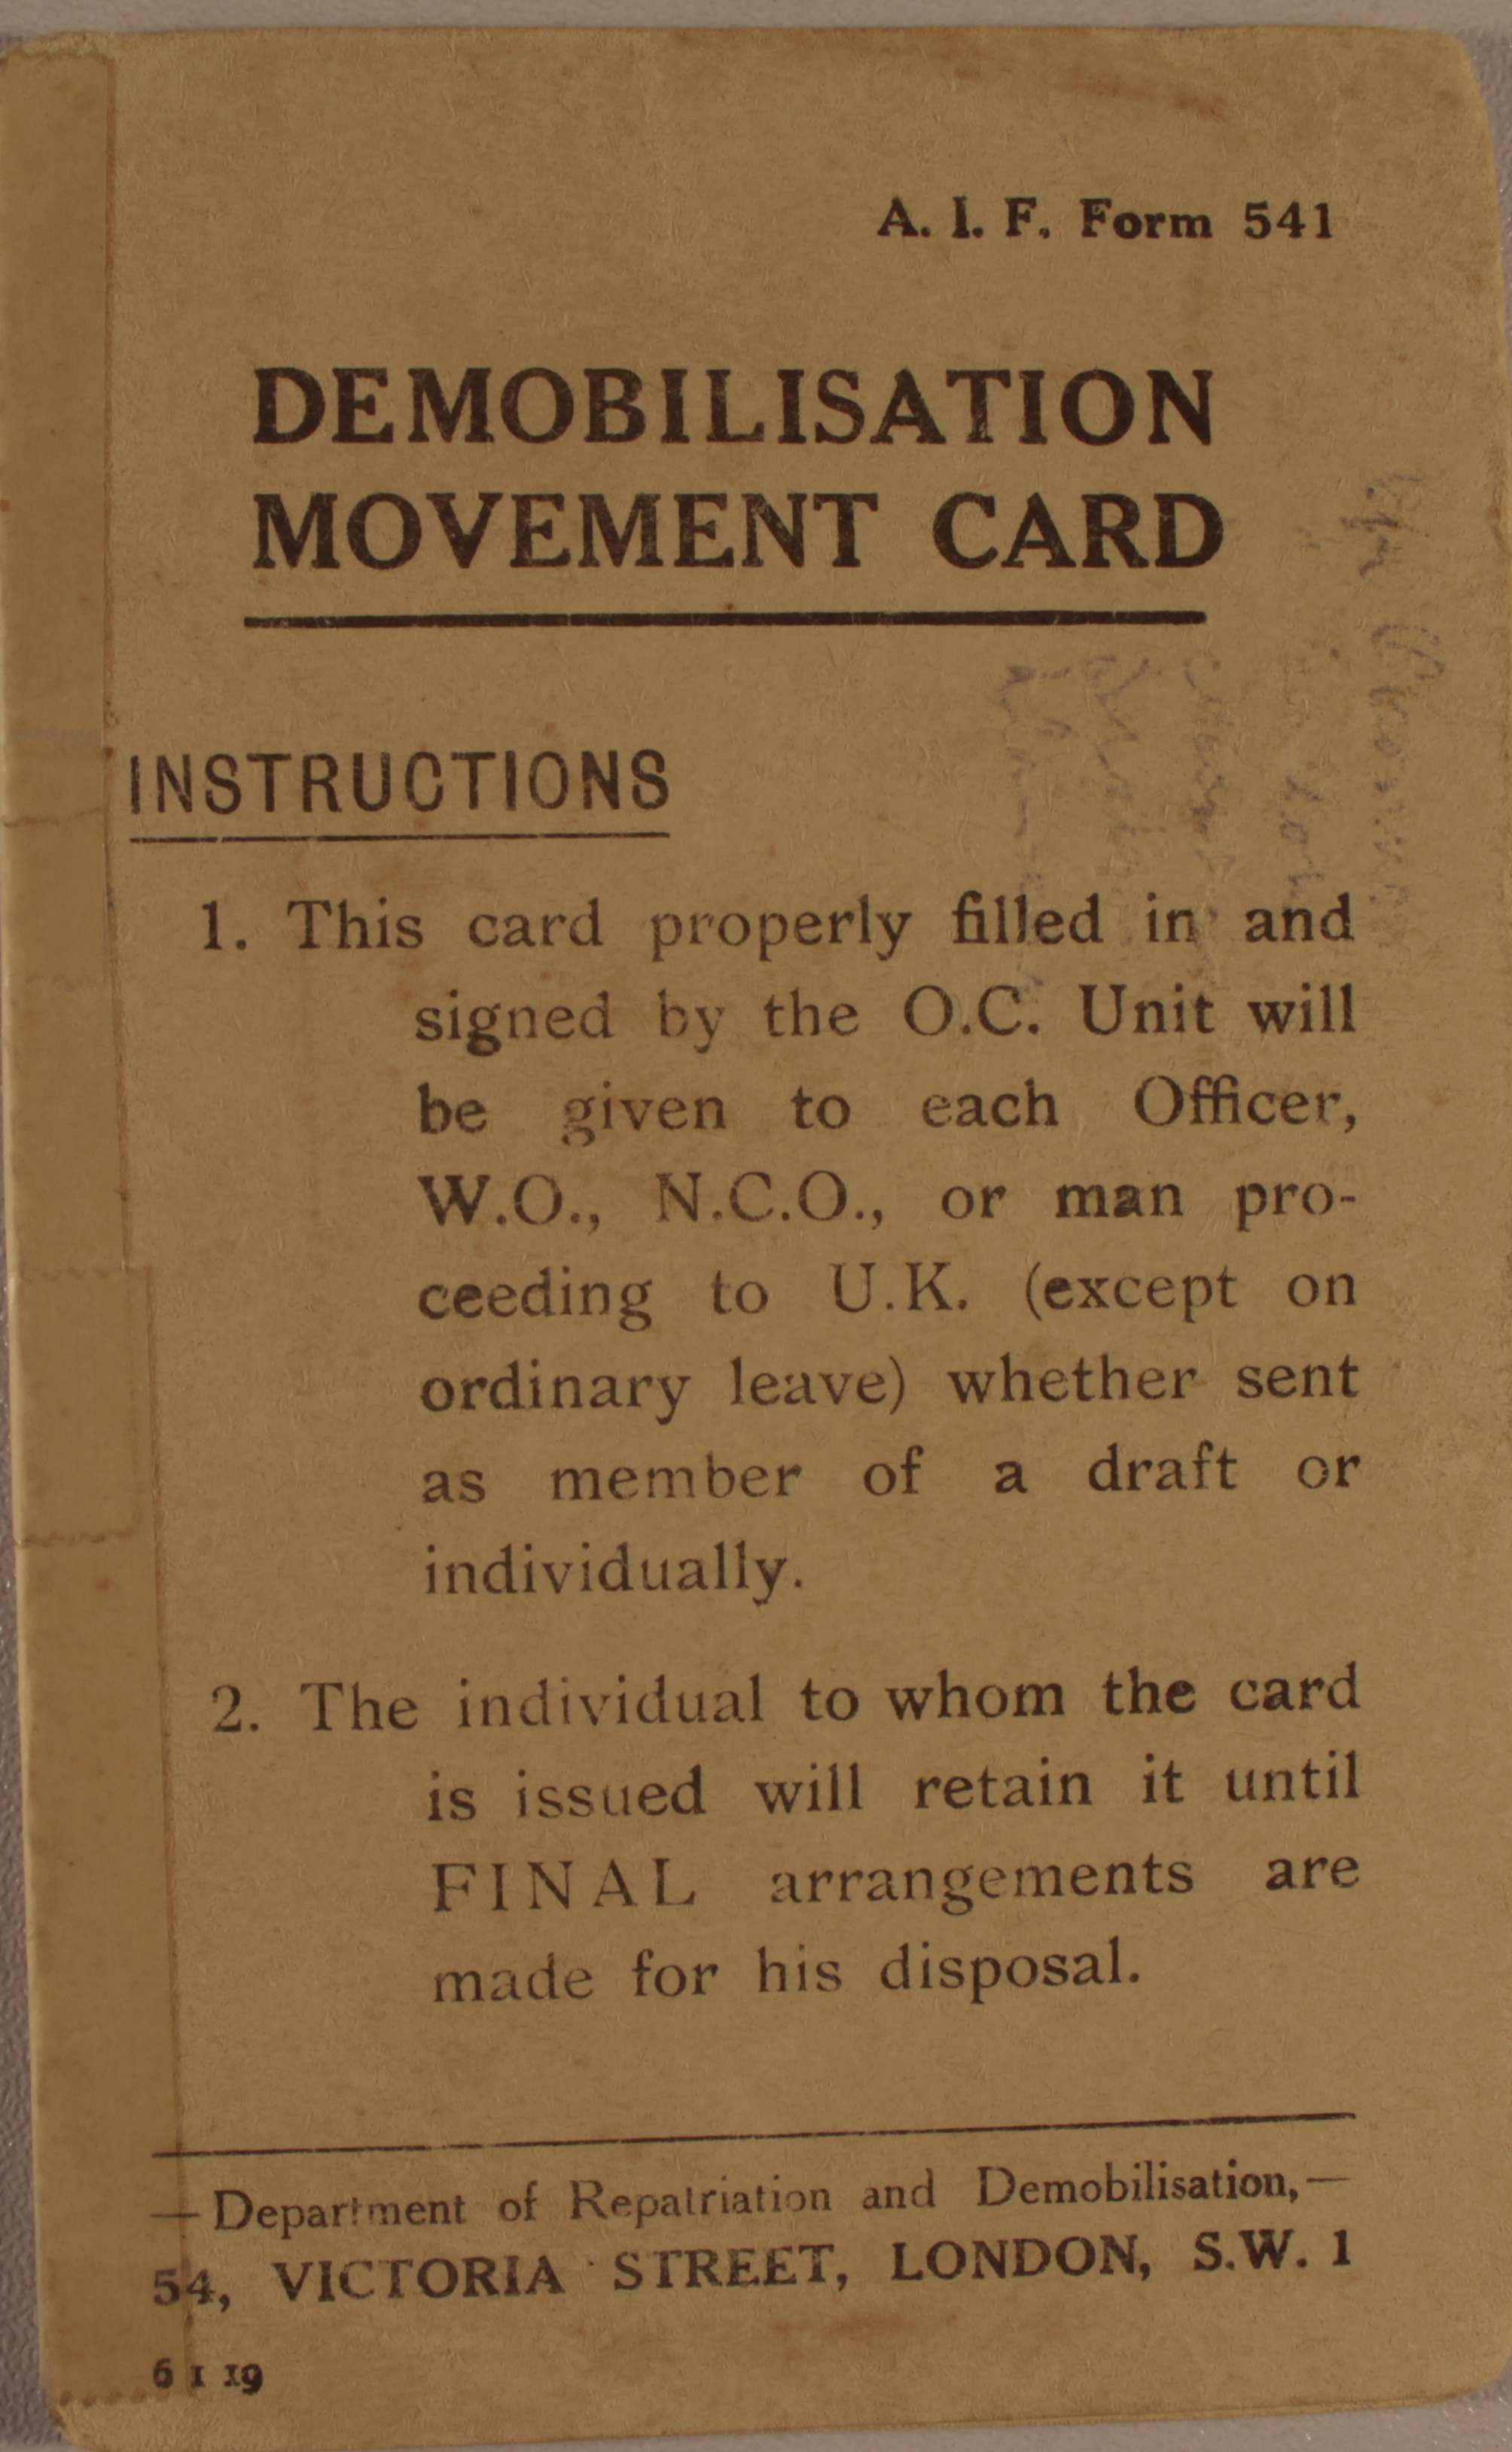 A. I. F. Form 541
DEMOBILISATION
MOVEMENT CARD
INSTRUCTIONS
1. This card properly filled in and
signed by the O.C. Unit will
be given to each Officer,
W.O., N.C.O., or man pro-
ceeding to U.K. (except on
ordinary leave) whether sent
as member of a draft or
individually.
2. The individual to whom the card
is issued will retain it until
FINAL arrangements are
made for his disposal.
—Department of Repatriation and Demobilisation,—
54, VICTORIA STREET, LONDON, S.W. 1
6 1 19